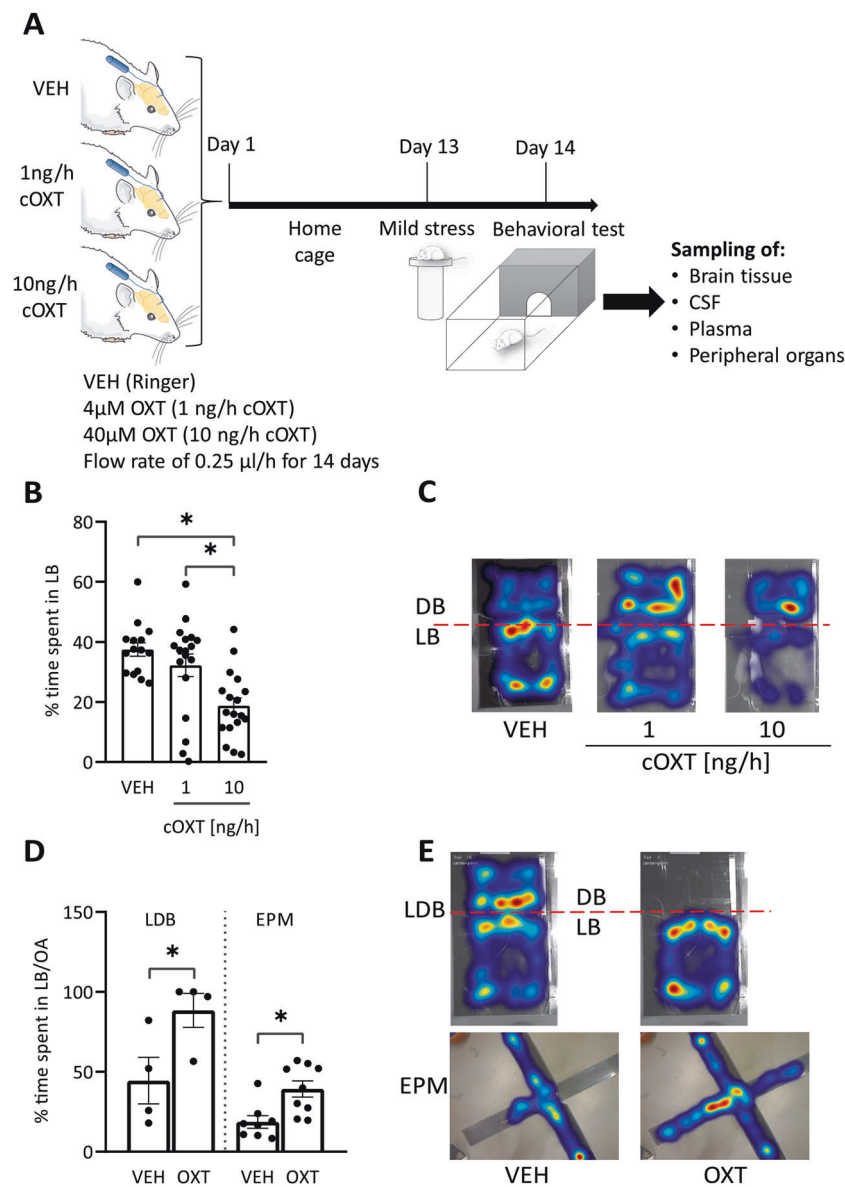 A
VEH
1ng/h
cOXT
10ng/h
cOXT
Day 1
Day 13
Day 14
Home
cage
Mild stress
Behavioral test
Sampling of:
• Brain tissue
• CSF
• Plasma
• Peripheral organs
VEH (Ringer)
4µM OXT (1 ng/h cOXT)
40µM OXT (10 ng/h cOXT)
Flow rate of 0.25 µl/h for 14 days
B
% time spent in LB
80
60
40
20
0
*
*
VEH
1
10
cOXT [ng/h]
C
DB
LB
VEH
1
10
cOXT [ng/h]
D
% time spent in LB/OA
150
100
50
0
LDB
EPM
*
*
VEH
OXT
VEH
OXT
E
LDB
DB
LB
EPM
VEH
OXT